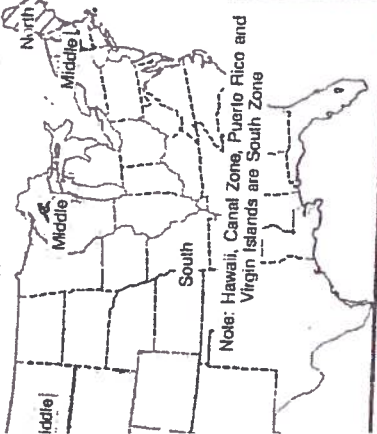 North
Middle
Middle
iddle
South
Note: Hawaii, Canal Zone, Puerto Rico and
Virgin Islands are South Zone